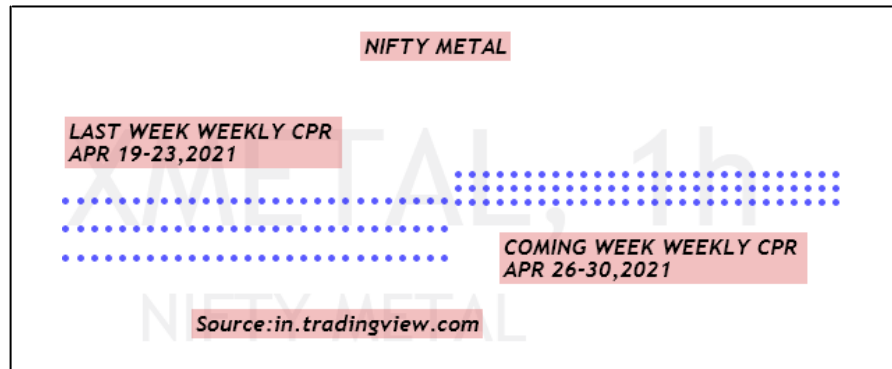 NIFTY METAL
LAST WEEK WEEKLY CPR
APR 19-23,2021
XMETAL, 1h
COMING WEEK WEEKLY CPR
APR 26-30,2021
NIFTY METAL
Source:in.tradingview.com